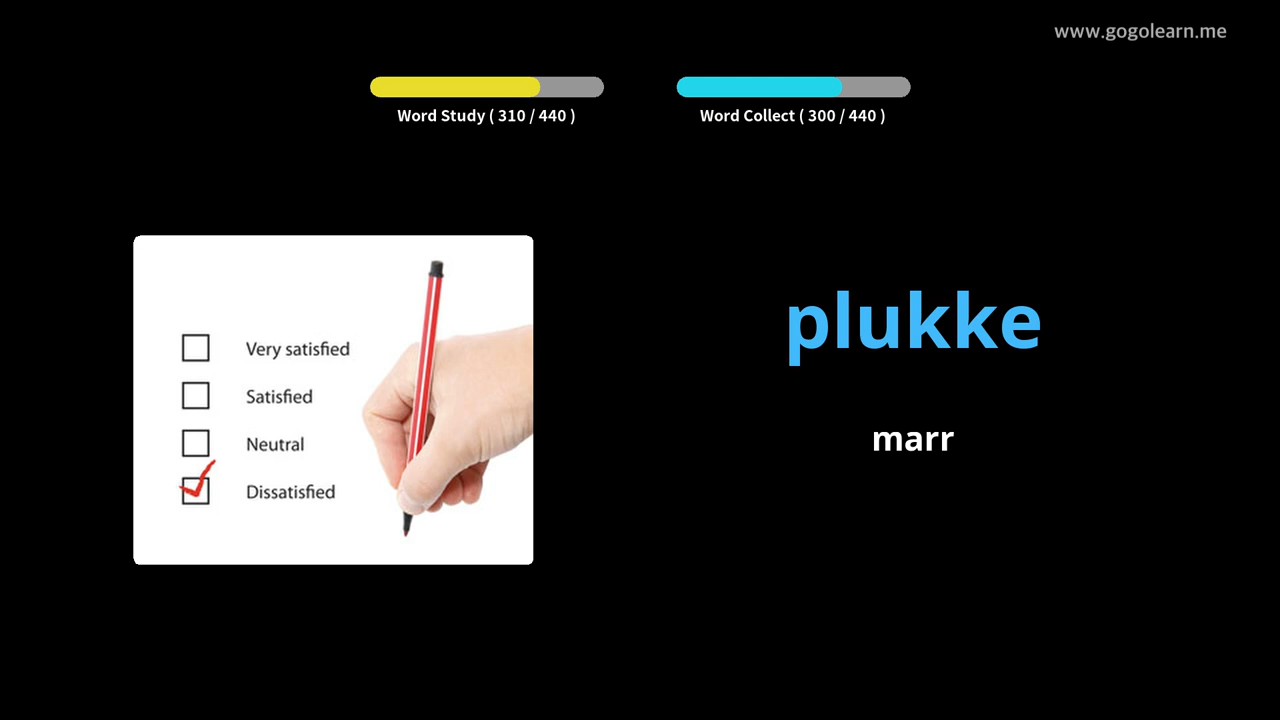 www.gogolearn.me
Word Study ( 310 / 440 )
Word Collect ( 300 / 440 )
Very satisfied
Satisfied
Neutral
Dissatisfied
plukke
marr